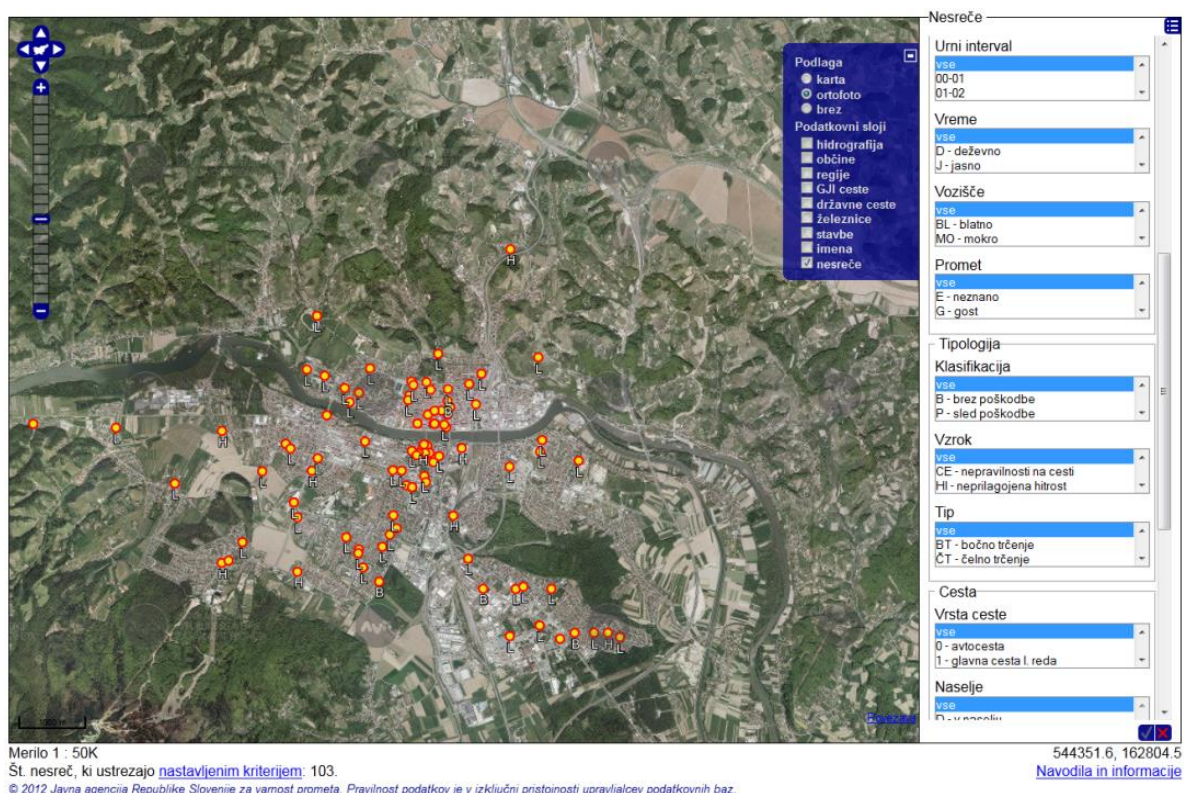 Nesreče
Urni interval
vse
00-01
01-02
Vreme
vse
D - deževno
J - jasno
Vozišče
vse
BL - blatno
MO - mokro
Promet
vse
E - neznano
G - gost
Tipologija
Klasifikacija
vse
B - brez poškodbe
P - sled poškodbe
Vzrok
vse
CE - nepravilnosti na cesti
HI - neprilagojena hitrost
Tip
vse
BT - bočno trčenje
ČT - čelno trčenje
Cesta
Vrsta ceste
vse
0 - avtocesta
1 - glavna cesta I. reda
Naselje
vse
D - v naselju
Podlaga
karta
ortofoto
brez
Podatkovni sloji
hidrografija
občine
regije
GJI ceste
državne ceste
železnice
stavbe
imena
nesreče
1000 m
Povezava
Merilo 1 : 50K
544351.6, 162804.5
Št. nesreč, ki ustrezajo nastavljenim kriterijem: 103.
Navodila in informacije
© 2012 Javna agencija Republike Slovenije za varnost prometa. Pravilnost podatkov je v izključni pristojnosti upravljalcev podatkovnih baz.